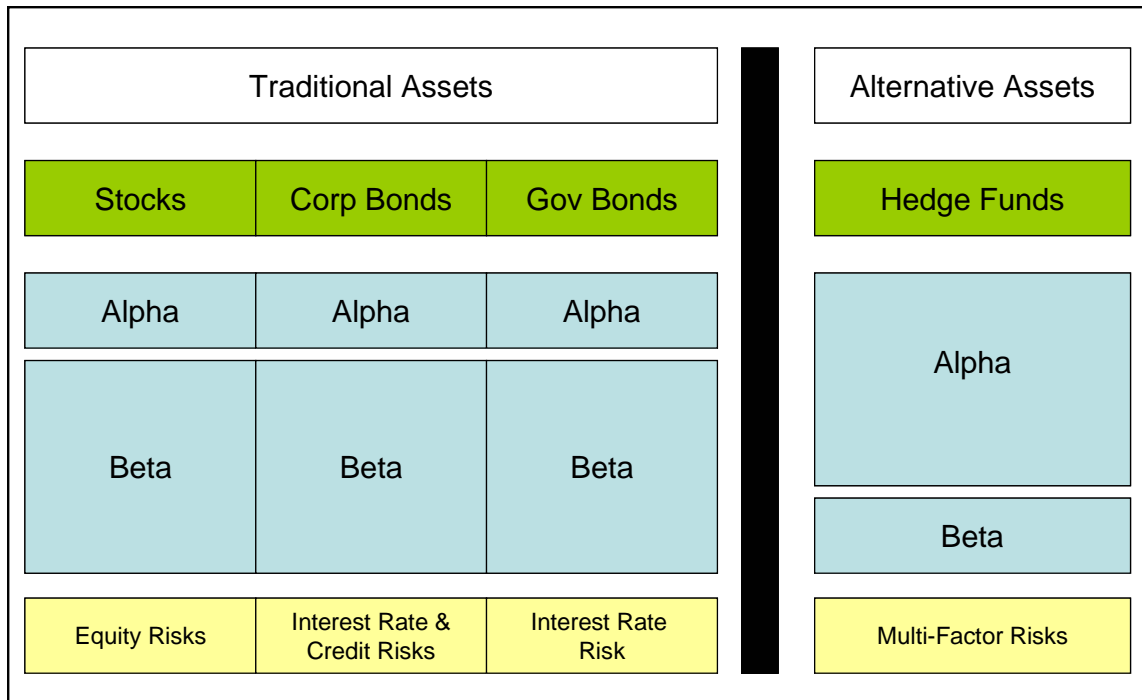 Traditional Assets
Alternative Assets
Stocks
Corp Bonds
Gov Bonds
Hedge Funds
Alpha
Alpha
Alpha
Alpha
Beta
Beta
Beta
Beta
Equity Risks
Interest Rate &
Credit Risks
Interest Rate
Risk
Multi-Factor Risks